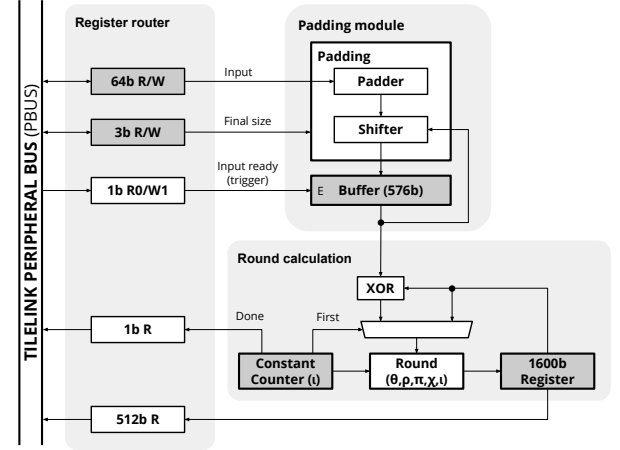 Register router
Padding module
TILELINK PERIPHERAL BUS (PBUS)
64b R/W
Input
Padding
Padder
3b R/W
Final size
Shifter
1b R0/W1
Input ready
(trigger)
E Buffer (576b)
Round calculation
XOR
1b R
Done
First
Constant
Counter (ι)
Round
(θ,ρ,π,χ,ι)
1600b
Register
512b R